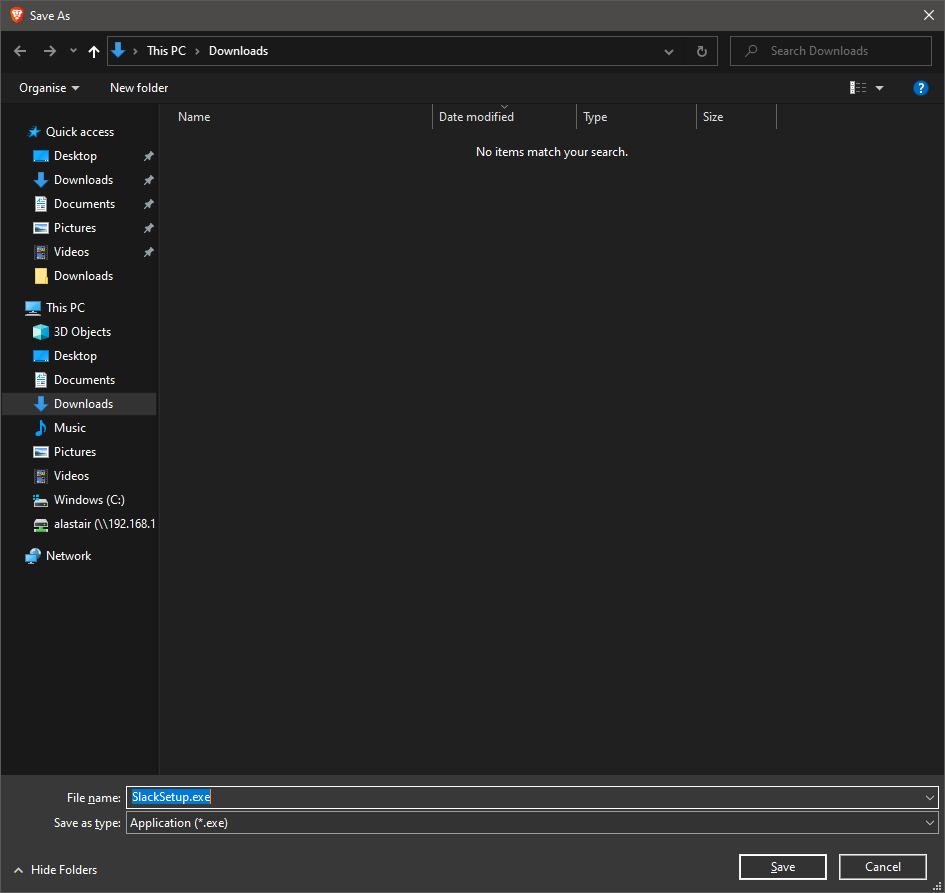 Save As
This PC
Downloads
Search Downloads
Organise
New folder
?
Name
Date modified
Type
Size
No items match your search.
Quick access
Desktop
Downloads
Documents
Pictures
Videos
Downloads
This PC
3D Objects
Desktop
Documents
Downloads
Music
Pictures
Videos
Windows (C:)
alastair (\\192.168.1
Network
File name: SlackSetup.exe
Save as type: Application (*.exe)
Hide Folders
Save
Cancel